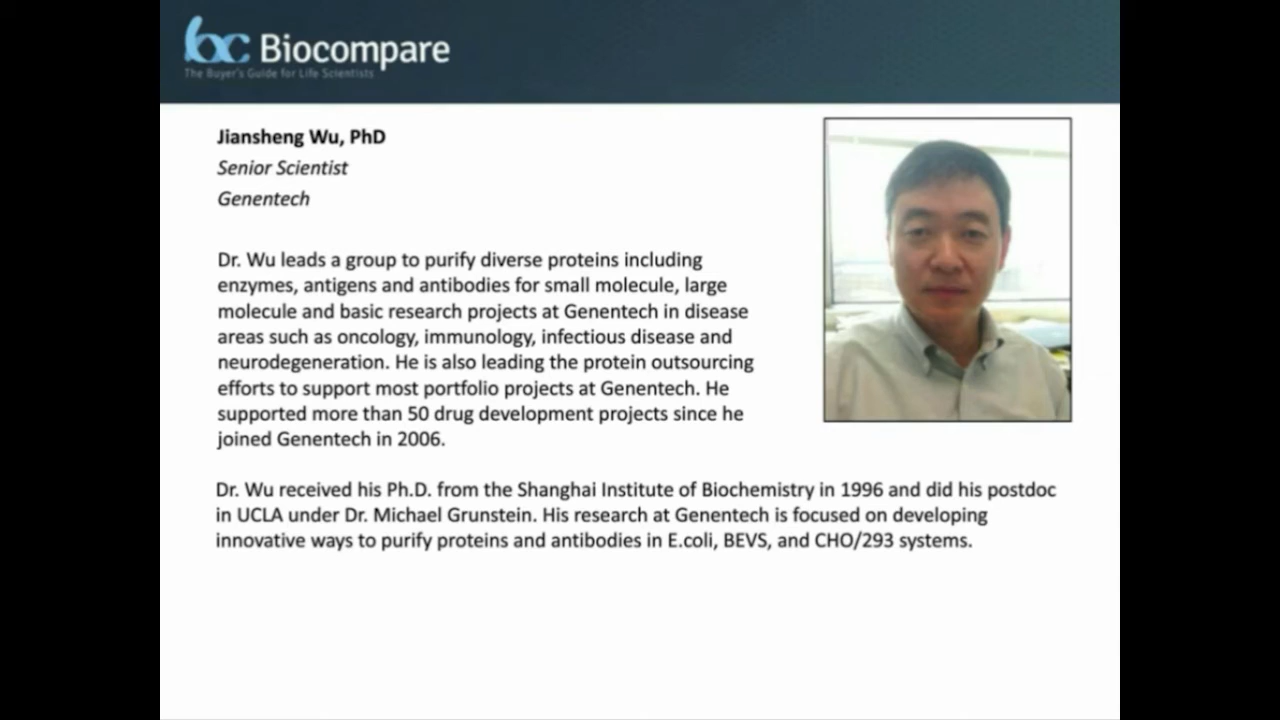 bc Biocompare
The Buyer's Guide for Life Scientists
Jiansheng Wu, PhD
Senior Scientist
Genentech
Dr. Wu leads a group to purify diverse proteins including
enzymes, antigens and antibodies for small molecule, large
molecule and basic research projects at Genentech in disease
areas such as oncology, immunology, infectious disease and
neurodegeneration. He is also leading the protein outsourcing
efforts to support most portfolio projects at Genentech. He
supported more than 50 drug development projects since he
joined Genentech in 2006.
Dr. Wu received his Ph.D. from the Shanghai Institute of Biochemistry in 1996 and did his postdoc
in UCLA under Dr. Michael Grunstein. His research at Genentech is focused on developing
innovative ways to purify proteins and antibodies in E.coli, BEVS, and CHO/293 systems.